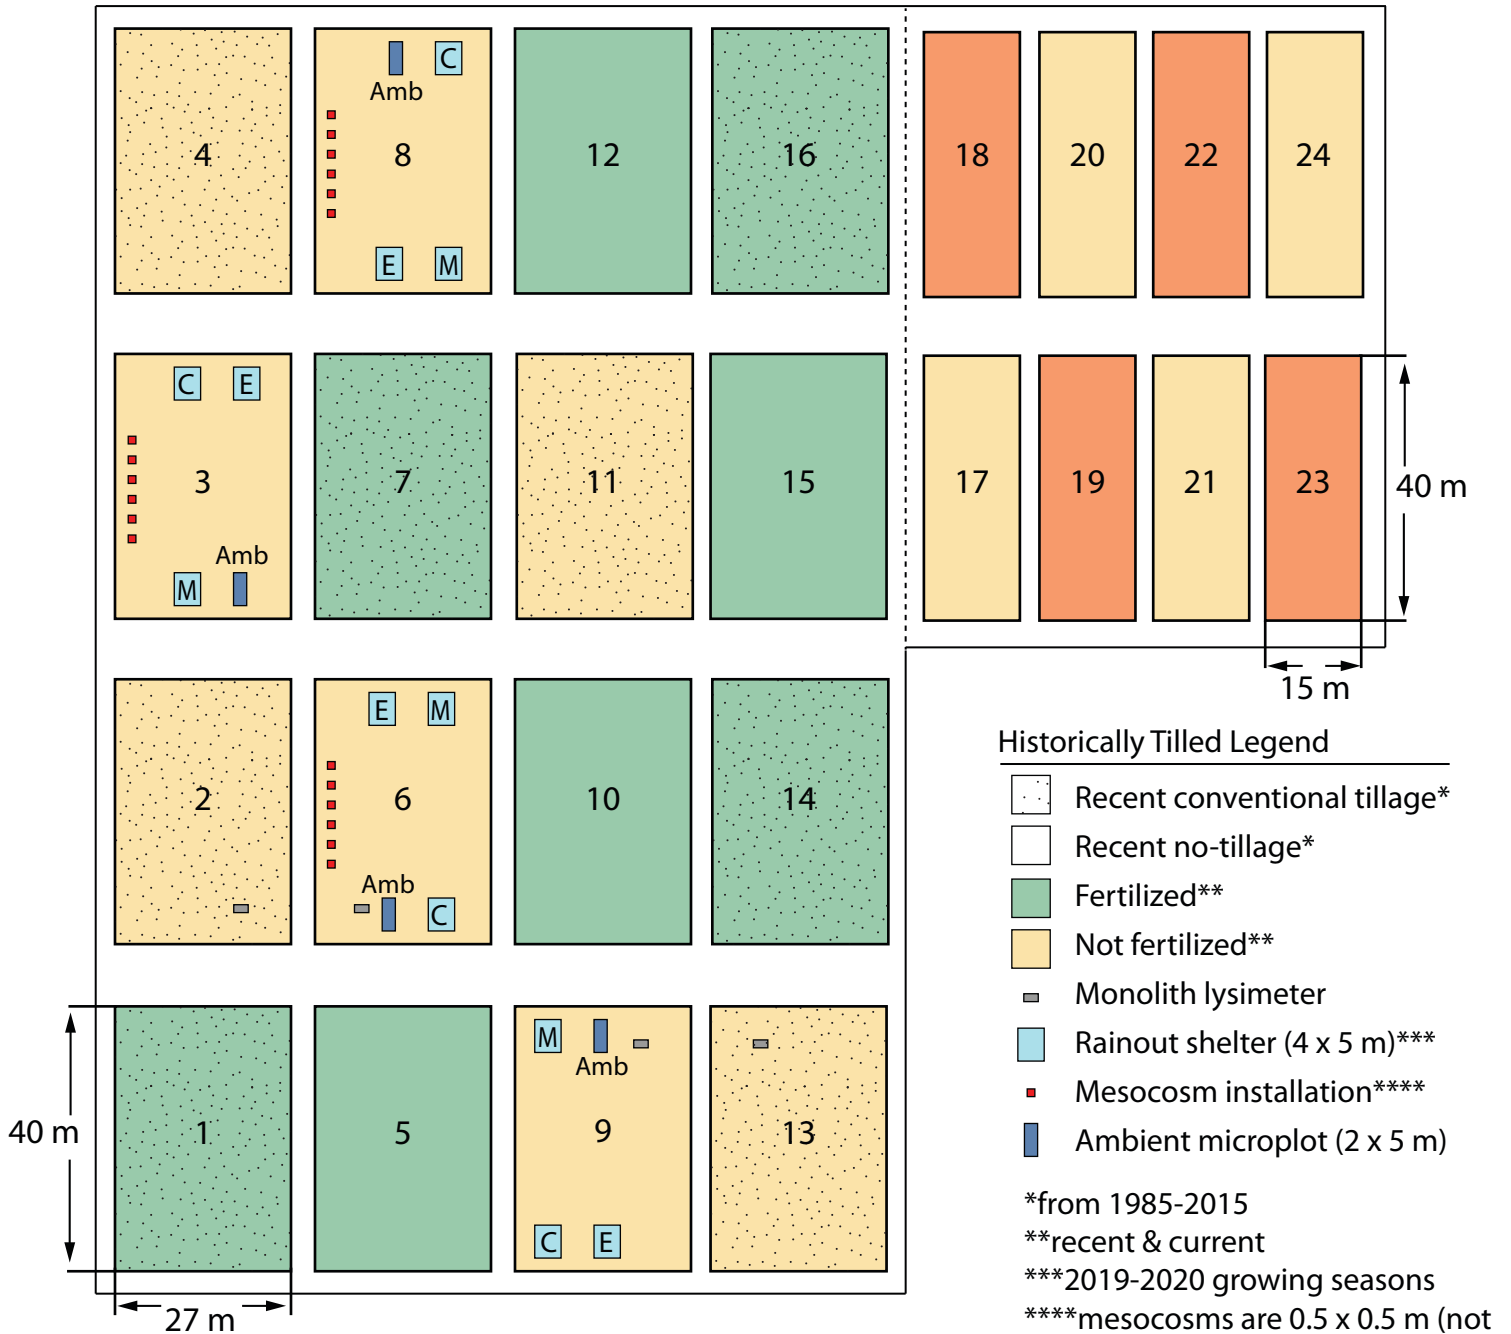 C
Amb
4
8
12
16
18
20
22
24
E M
C E
3
7
11
15
17
19
21
23
40 m
Amb
M
15 m
E M
2
6
10
14
Amb
C
M
Amb
40 m
1
5
9
13
C E
27 m
Historically Tilled Legend
Recent conventional tillage*
Recent no-tillage*
Fertilized**
Not fertilized**
Monolith lysimeter
Rainout shelter (4 x 5 m)***
Mesocosm installation****
Ambient microplot (2 x 5 m)
*from 1985-2015
**recent & current
***2019-2020 growing seasons
****mesocosms are 0.5 x 0.5 m (not